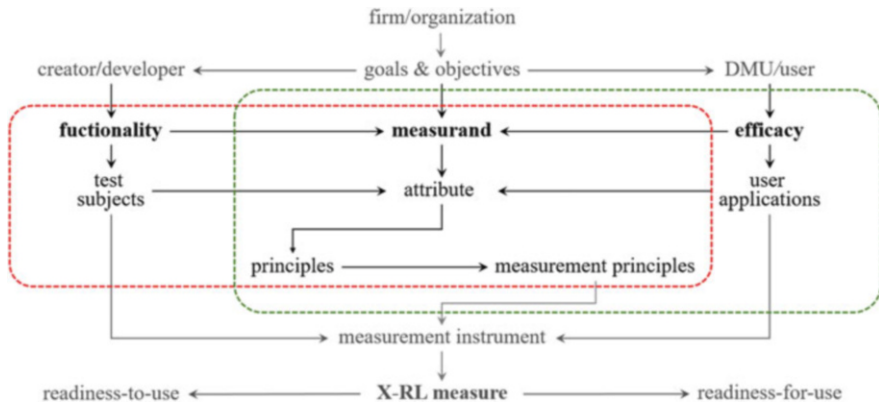 firm/organization
creator/developer goals & objectives DMU/user
fuctionality measurand efficacy
test
subjects
attribute
user
applications
principles measurement principles
measurement instrument
readiness-to-use X-RL measure readiness-for-use